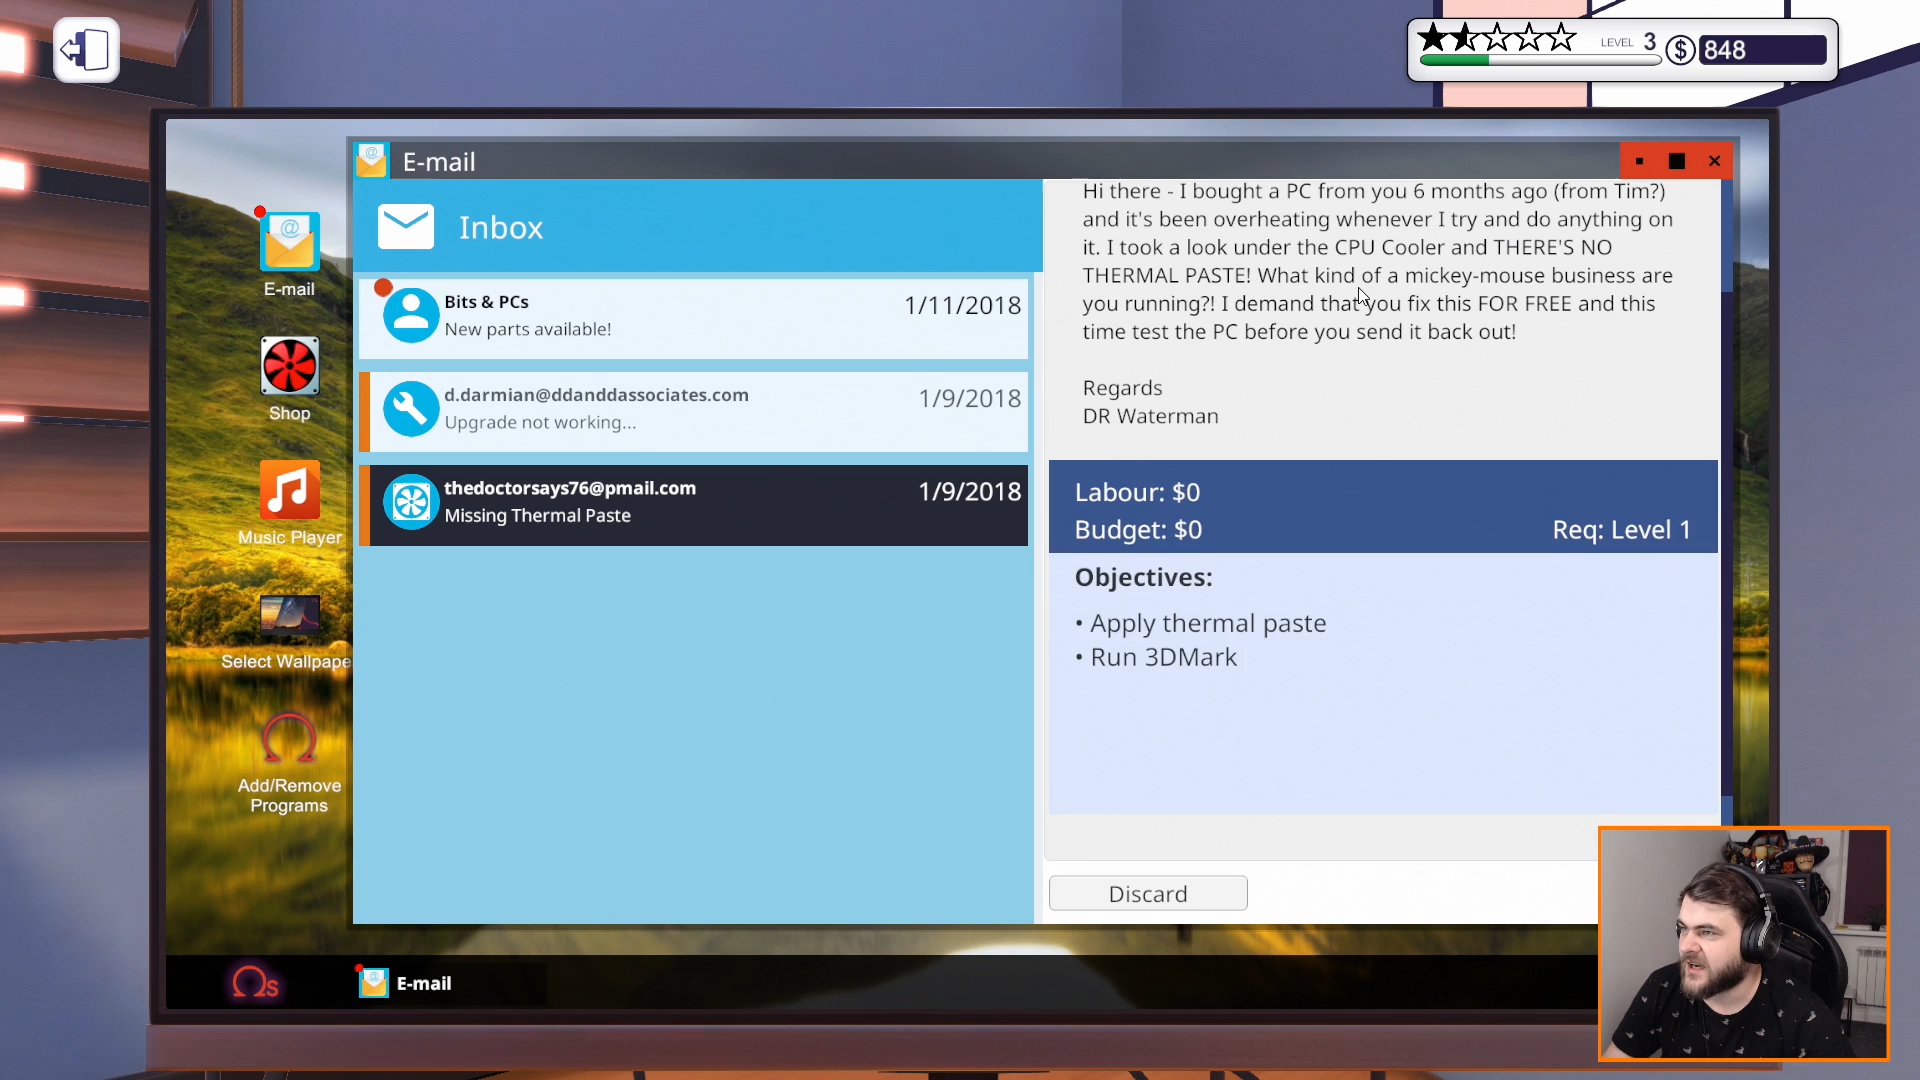 LEVEL 3 $ 848
E-mail
Inbox
Bits & PCs 1/11/2018
New parts available!
d.darmian@ddanddassociates.com 1/9/2018
Upgrade not working...
thedoctorsays76@pmail.com 1/9/2018
Missing Thermal Paste
Hi there - I bought a PC from you 6 months ago (from Tim?)
and it's been overheating whenever I try and do anything on
it. I took a look under the CPU Cooler and THERE'S NO
THERMAL PASTE! What kind of a mickey-mouse business are
you running?! I demand that you fix this FOR FREE and this
time test the PC before you send it back out!
Regards
DR Waterman
Labour: $0
Budget: $0 Req: Level 1
Objectives:
• Apply thermal paste
• Run 3DMark
Discard
E-mail
Shop
Music Player
Select Wallpape
Add/Remove
Programs
Ωs
E-mail